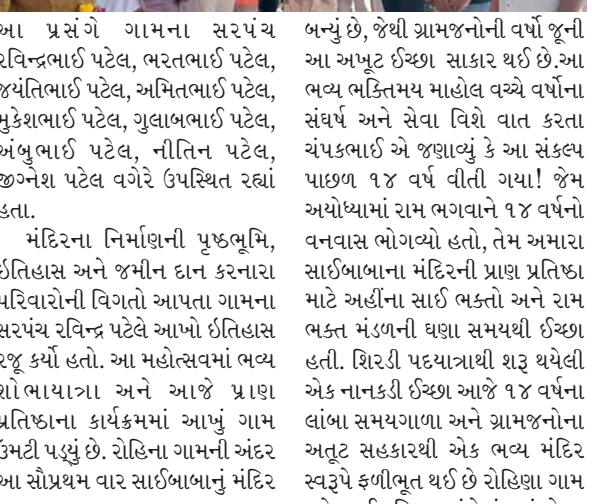 આ પ્રસંગે ગામના સરપંચ
રવિન્દ્રભાઈ પટેલ, ભરતભાઈ પટેલ,
જયંતિભાઈ પટેલ, અમિતભાઈ પટેલ,
મુકેશભાઈ પટેલ, ગુલાબભાઈ પટેલ,
અંબુભાઈ પટેલ, નીતિન પટેલ,
જીગ્નેશ પટેલ વગેરે ઉપસ્થિત રહ્યાં
હતા.
મંદિરના નિર્માણની પૃષ્ઠભૂમિ,
ઇતિહાસ અને જમીન દાન કરનારા
પરિવારોની વિગતો આપતા ગામના
સરપંચ રવિન્દ્ર પટેલે આખો ઇતિહાસ
રજૂ કર્યો હતો. આ મહોત્સવમાં ભવ્ય
શોભાયાત્રા અને આજે પ્રાણ
પ્રતિષ્ઠાના કાર્યક્રમમાં આખું ગામ
ઉમટી પડ્યું છે. રોહિના ગામની અંદર
આ સૌપ્રથમ વાર સાઈબાબાનું મંદિર
બન્યું છે, જેથી ગ્રામજનોની વર્ષો જૂની
આ અખૂટ ઈચ્છા સાકાર થઈ છે.આ
ભવ્ય ભક્તિમય માહોલ વચ્ચે વર્ષોના
સંઘર્ષ અને સેવા વિશે વાત કરતા
ચંપકભાઈ એ જણાવ્યું કે આ સંકલ્પ
પાછળ ૧૪ વર્ષ વીતી ગયા! જેમ
અયોધ્યામાં રામ ભગવાને ૧૪ વર્ષનો
વનવાસ ભોગવ્યો હતો, તેમ અમારા
સાઈબાબાના મંદિરની પ્રાણ પ્રતિષ્ઠા
માટે અહીંના સાઈ ભક્તો અને રામ
ભક્ત મંડળની ઘણા સમયથી ઈચ્છા
હતી. શિરડી પદયાત્રાથી શરૂ થયેલી
એક નાનકડી ઈચ્છા આજે ૧૪ વર્ષના
લાંબા સમયગાળા અને ગ્રામજનોના
અતૂટ સહકારથી એક ભવ્ય મંદિર
સ્વરૂપે ફળીભૂત થઈ છે રોહિણા ગામ